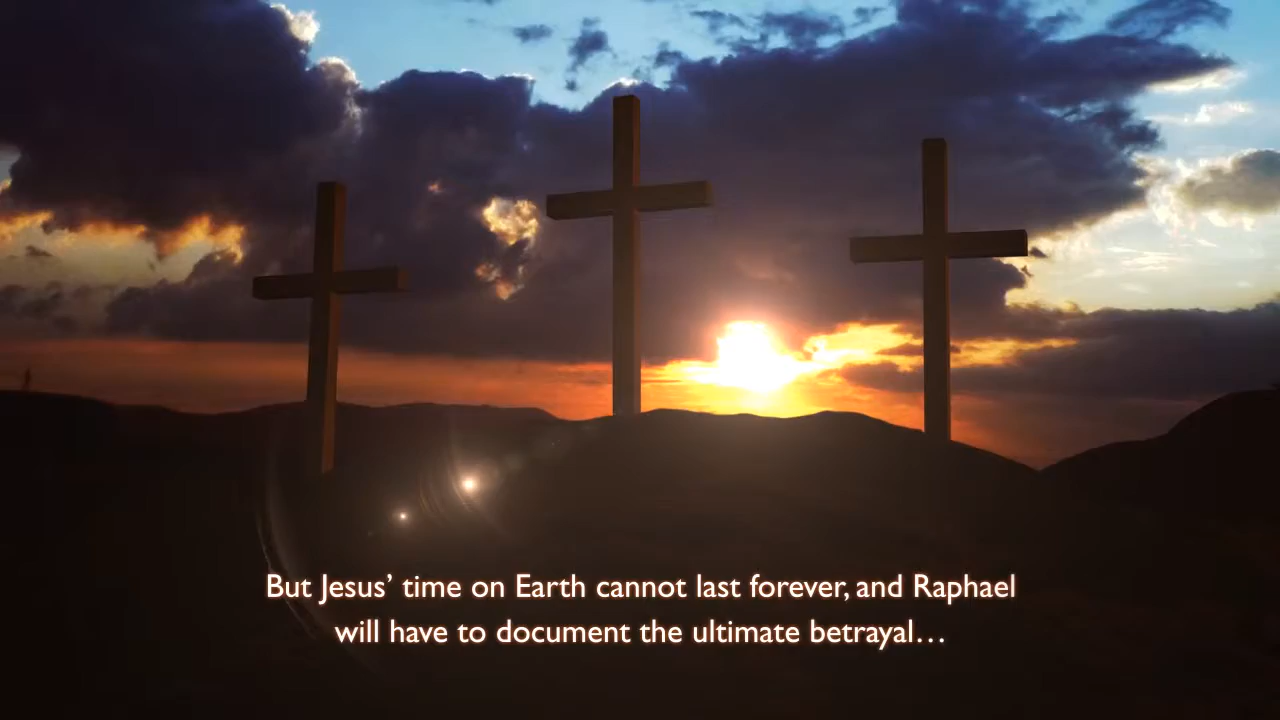 But Jesus’ time on Earth cannot last forever, and Raphael
will have to document the ultimate betrayal…